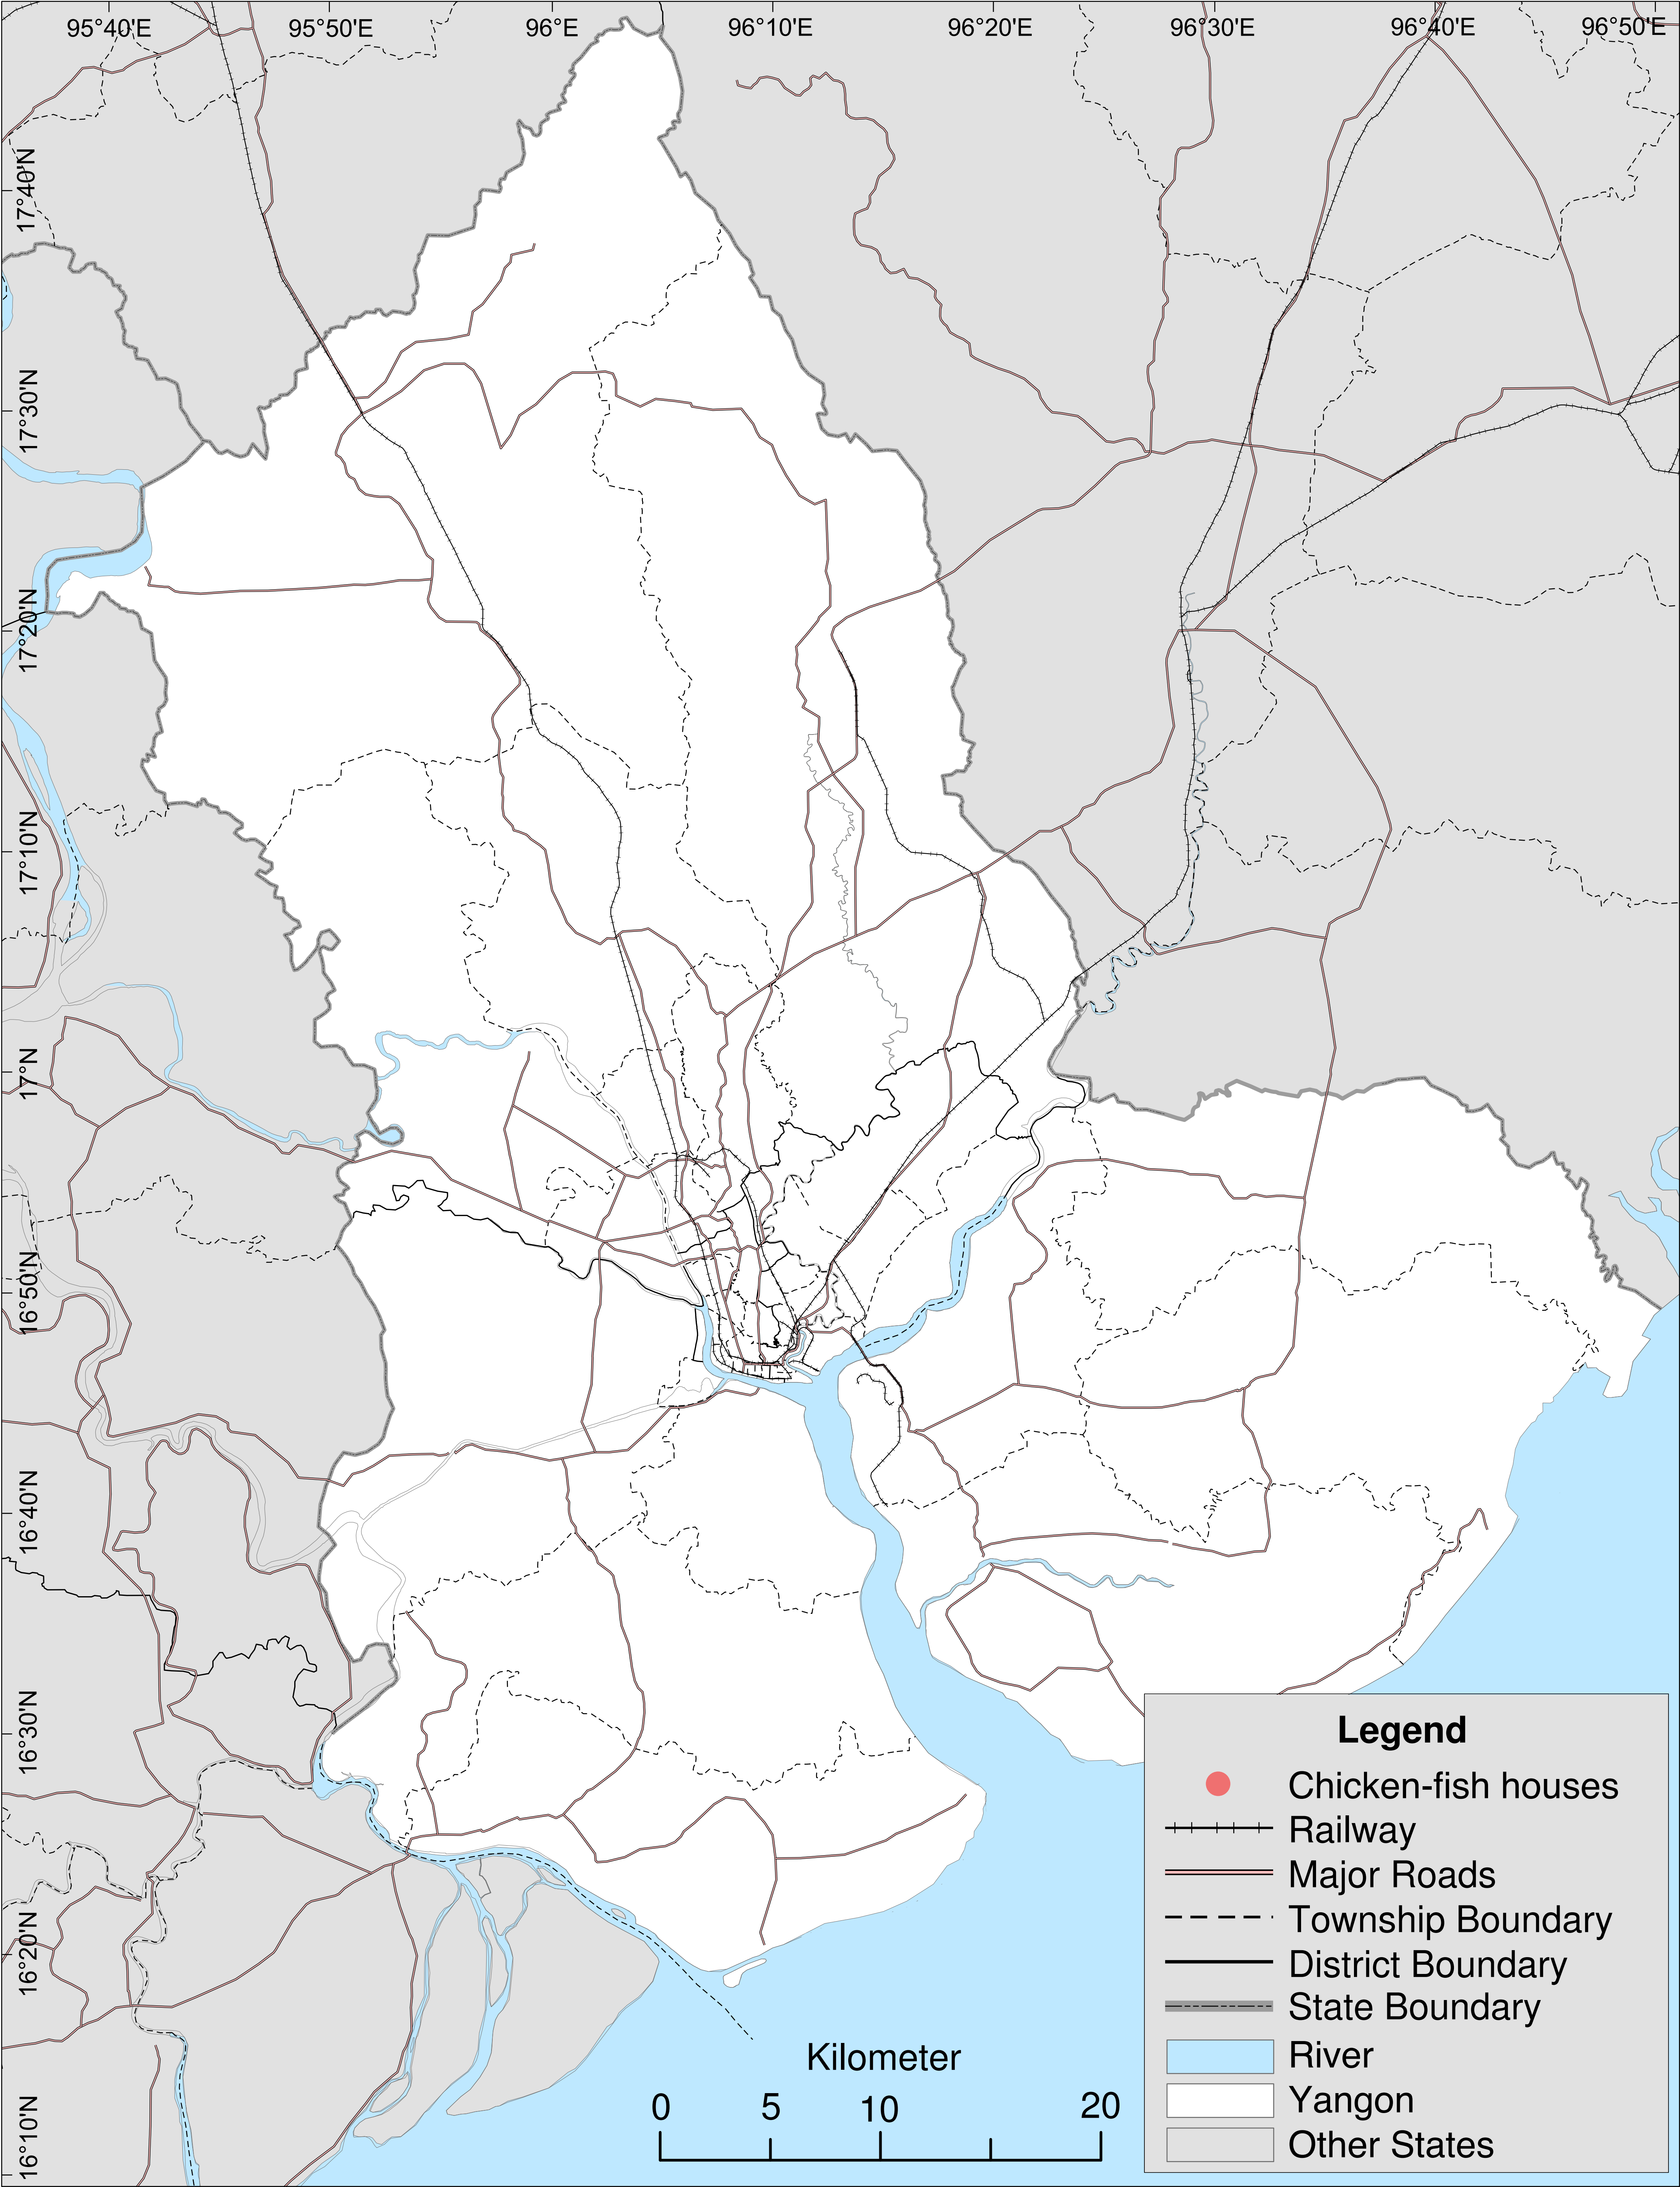 95°40'E 95°50'E 96°E 96°10'E 96°20'E 96°30'E 96°40'E 96°50'E
17°40'N
17°30'N
17°20'N
17°10'N
17°N
16°50'N
16°40'N
16°30'N
16°20'N
16°10'N
Legend
Chicken-fish houses
Railway
Major Roads
Township Boundary
District Boundary
State Boundary
River
Yangon
Other States
Kilometer
0 5 10 20